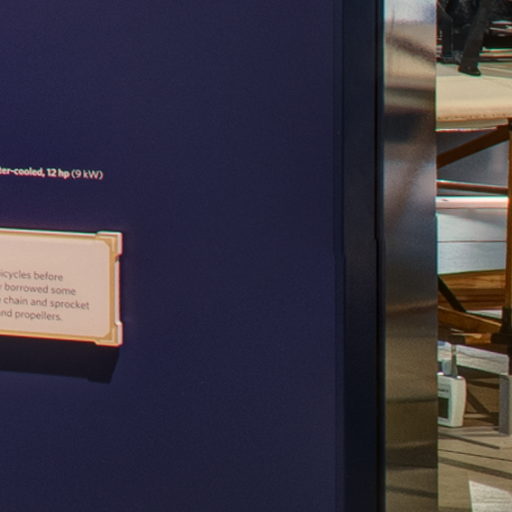 ter-cooled, 12 hp (9 kW)
icycles before
borrowed some
chain and sprocket
nd propellers.